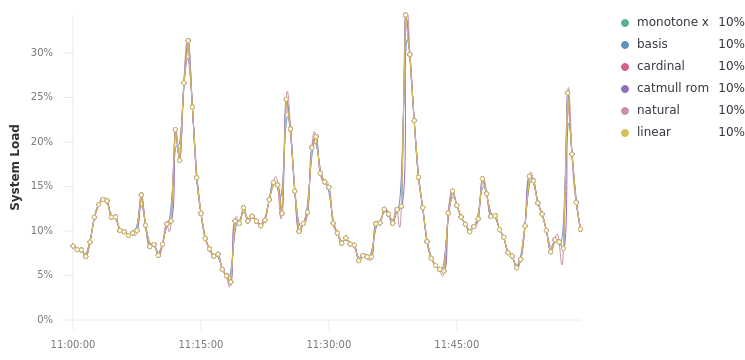 System Load
30%
25%
20%
15%
10%
5%
0%
11:00:00 11:15:00 11:30:00 11:45:00
monotone x 10%
basis 10%
cardinal 10%
catmull rom 10%
natural 10%
linear 10%